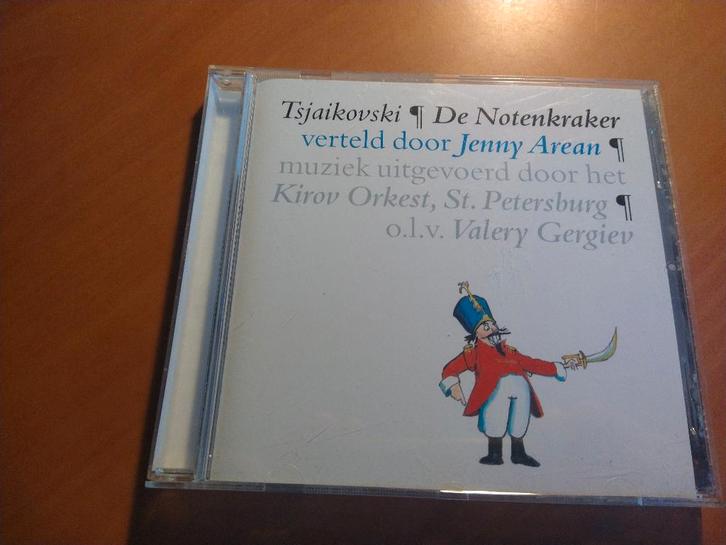 Tsjaikovski ¶ De Notenkraker
verteld door Jenny Arean ¶
muziek uitgevoerd door het
Kirov Orkest, St. Petersburg ¶
o.l.v. Valery Gergiev